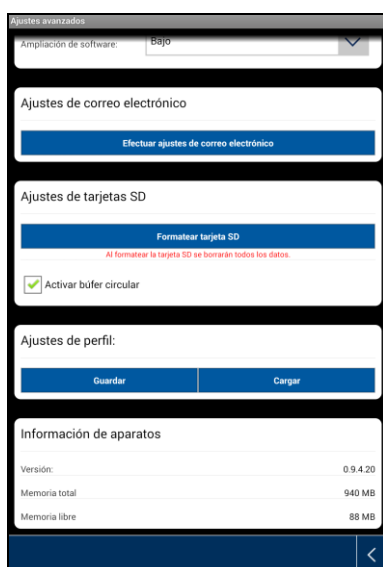 Ajustes avanzados
Ampliación de software: Bajo
Ajustes de correo electrónico
Efectuar ajustes de correo electrónico
Ajustes de tarjetas SD
Formatear tarjeta SD
Al formatear la tarjeta SD se borrarán todos los datos.
Activar búfer circular
Ajustes de perfil:
Guardar Cargar
Información de aparatos
Versión: 0.9.4.20
Memoria total 940 MB
Memoria libre 88 MB